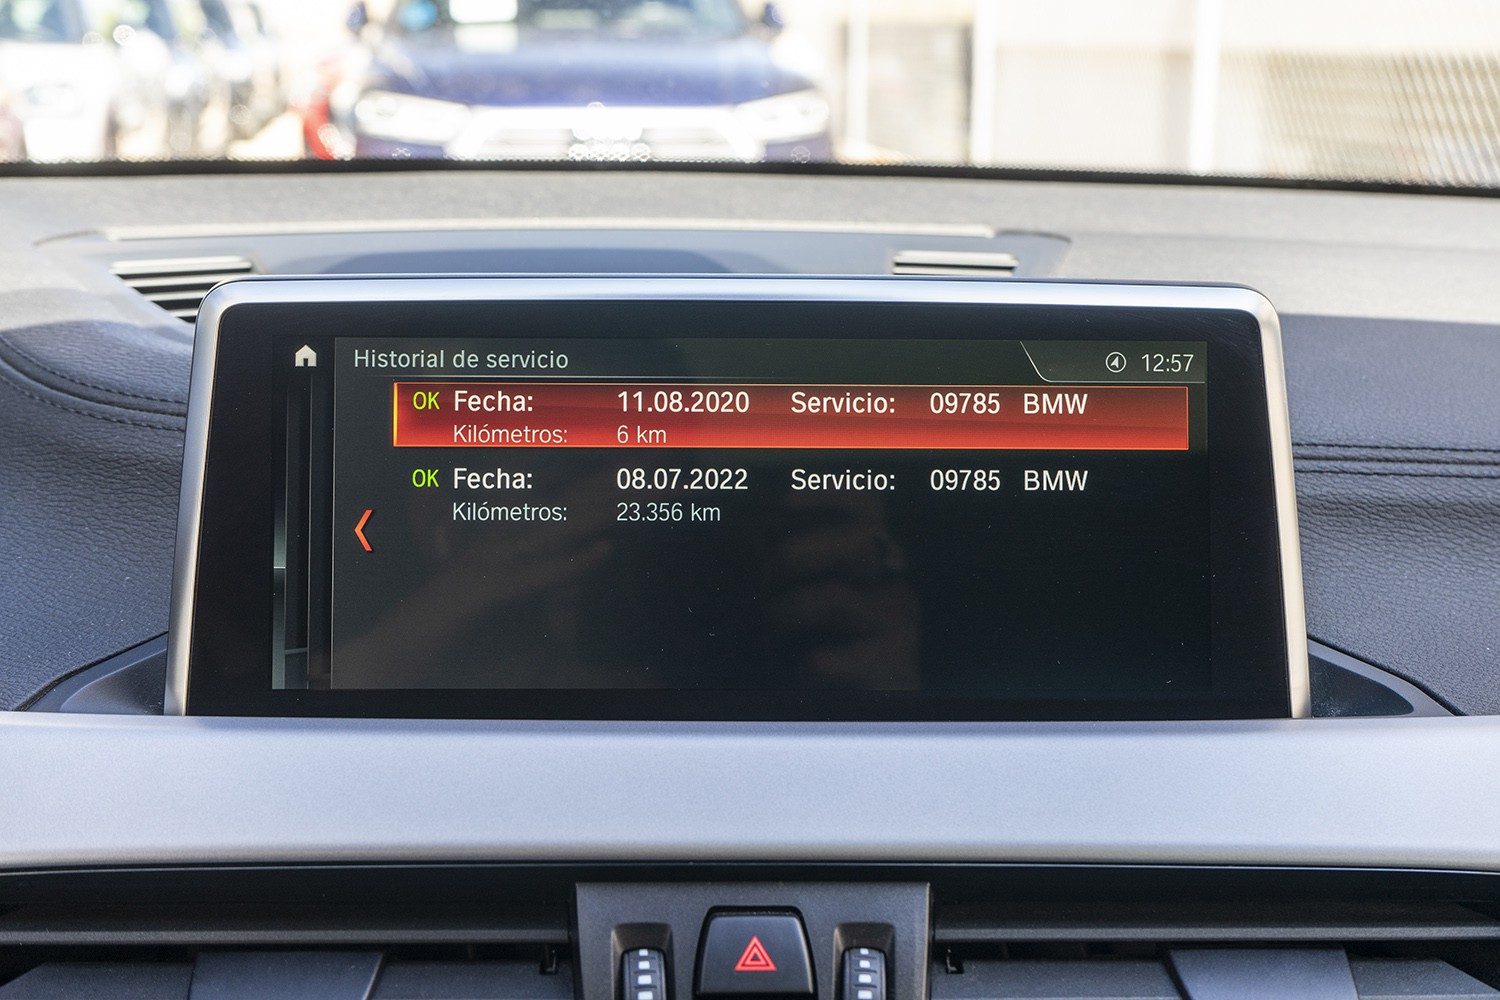 Historial de servicio 12:57
OK Fecha: 11.08.2020 Servicio: 09785 BMW
Kilómetros: 6 km
OK Fecha: 08.07.2022 Servicio: 09785 BMW
Kilómetros: 23.356 km